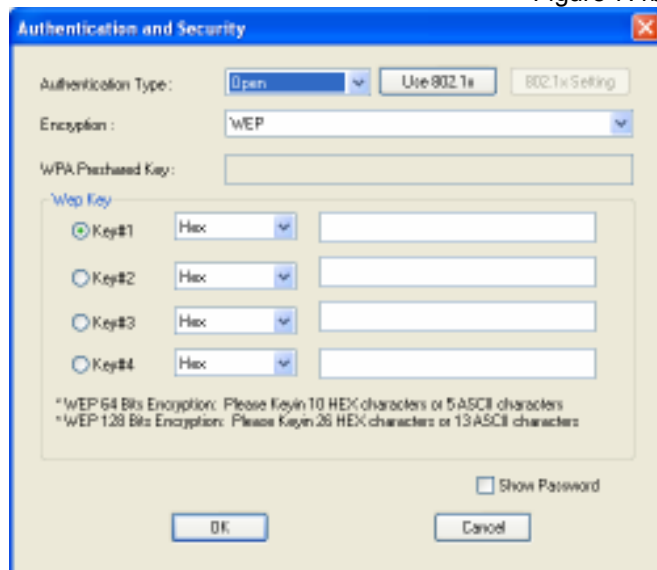 Figure
Authentication and Security
Authentication Type : Open Use 802.1x 802.1x Setting
Encryption : WEP
WPA Preshared Key :
Wep Key
Key#1 Hex
Key#2 Hex
Key#3 Hex
Key#4 Hex
* WEP 64 Bits Encryption: Please Keyin 10 HEX characters or 5 ASCII characters
* WEP 128 Bits Encryption: Please Keyin 26 HEX characters or 13 ASCII characters
Show Password
OK Cancel